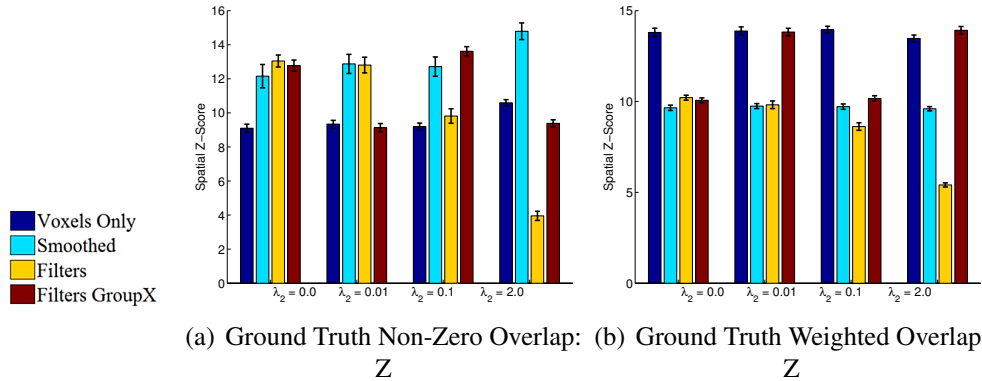 Voxels Only
Smoothed
Filters
Filters GroupX
Spatial Z−Score
16
14
12
10
8
6
4
2
0
λ2 = 0.0 λ2 = 0.01 λ2 = 0.1 λ2 = 2.0
(a) Ground Truth Non-Zero Overlap:
Z
Spatial Z−Score
15
10
5
0
λ2 = 0.0 λ2 = 0.01 λ2 = 0.1 λ2 = 2.0
(b) Ground Truth Weighted Overlap
Z